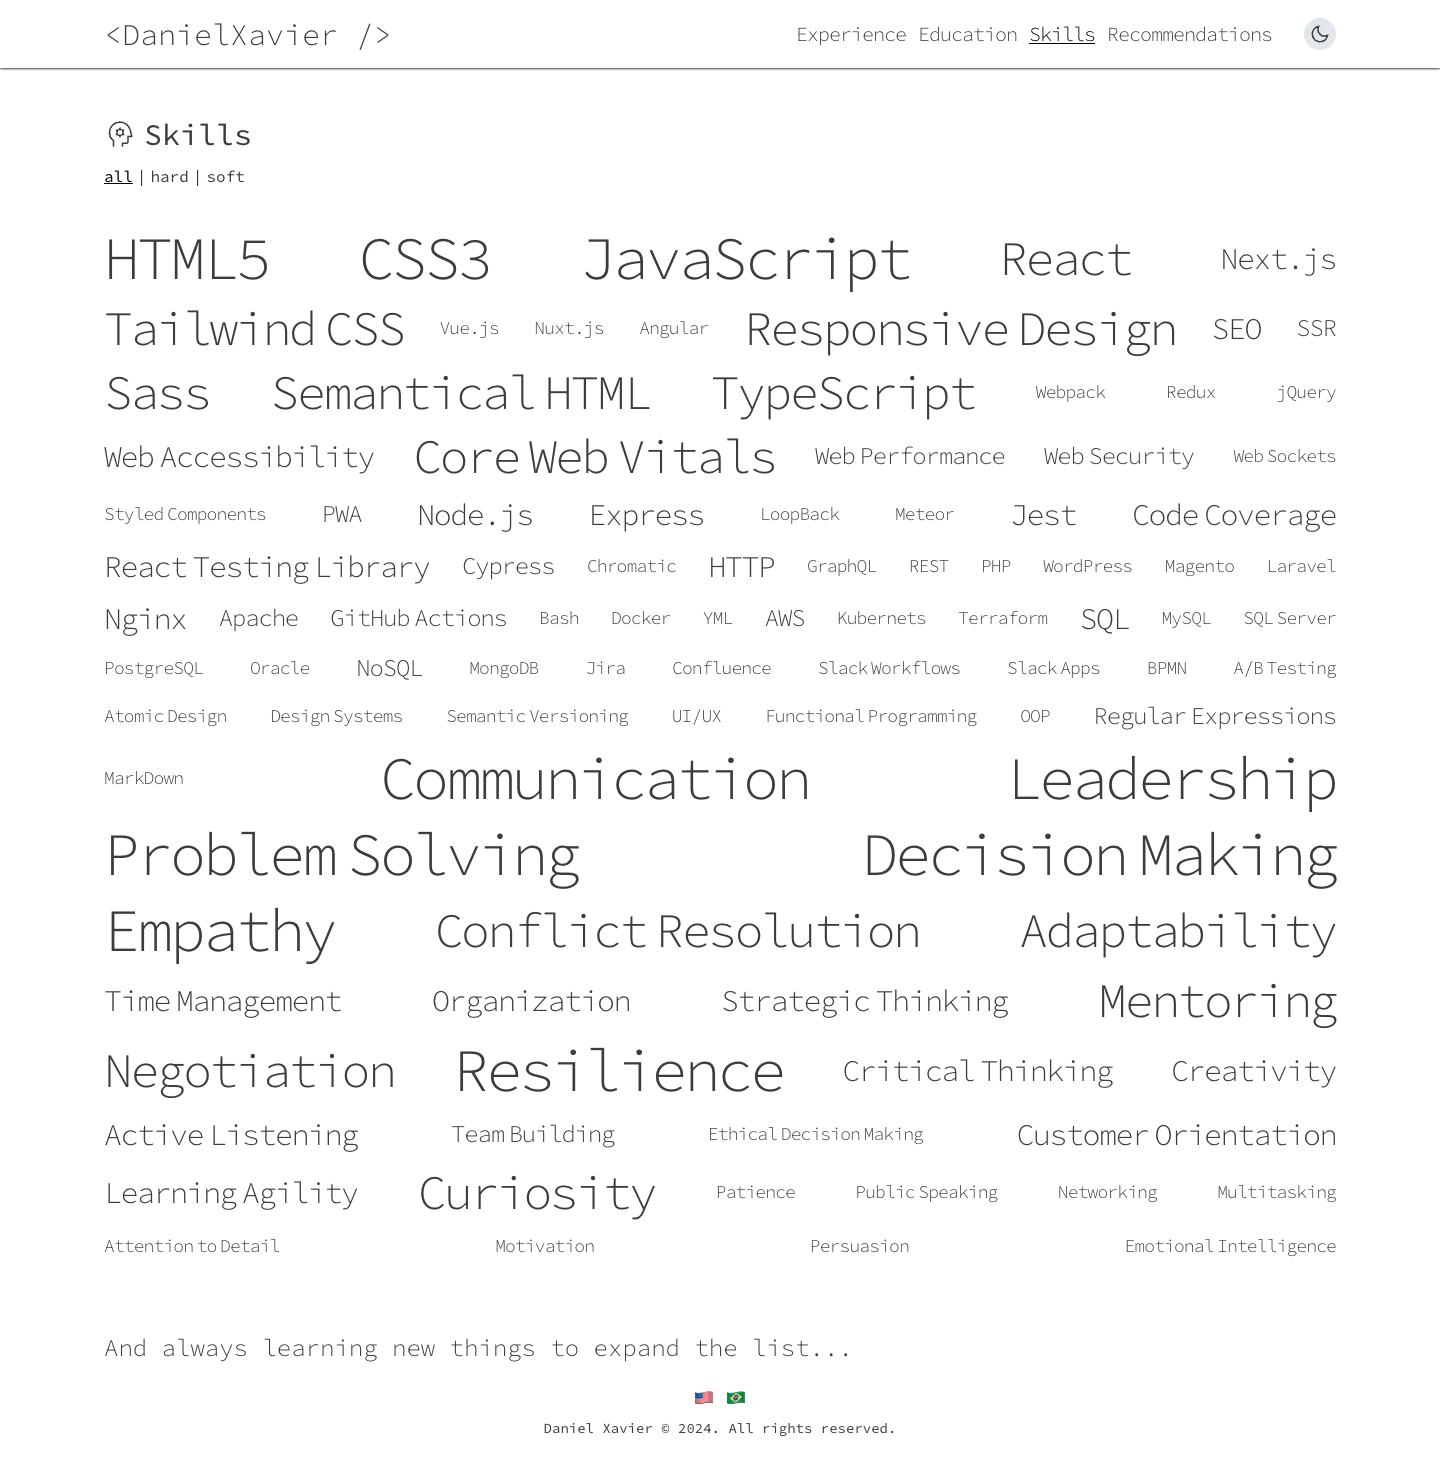 <DanielXavier /> Experience Education Skills Recommendations
Skills
all | hard | soft
HTML5 CSS3 JavaScript React Next.js
Tailwind CSS Vue.js Nuxt.js Angular Responsive Design SEO SSR
Sass Semantical HTML TypeScript Webpack Redux jQuery
Web Accessibility Core Web Vitals Web Performance Web Security Web Sockets
Styled Components PWA Node.js Express LoopBack Meteor Jest Code Coverage
React Testing Library Cypress Chromatic HTTP GraphQL REST PHP WordPress Magento Laravel
Nginx Apache GitHub Actions Bash Docker YML AWS Kubernets Terraform SQL MySQL SQL Server
PostgreSQL Oracle NoSQL MongoDB Jira Confluence Slack Workflows Slack Apps BPMN A/B Testing
Atomic Design Design Systems Semantic Versioning UI/UX Functional Programming OOP Regular Expressions
MarkDown Communication Leadership
Problem Solving Decision Making
Empathy Conflict Resolution Adaptability
Time Management Organization Strategic Thinking Mentoring
Negotiation Resilience Critical Thinking Creativity
Active Listening Team Building Ethical Decision Making Customer Orientation
Learning Agility Curiosity Patience Public Speaking Networking Multitasking
Attention to Detail Motivation Persuasion Emotional Intelligence
And always learning new things to expand the list...
Daniel Xavier © 2024. All rights reserved.